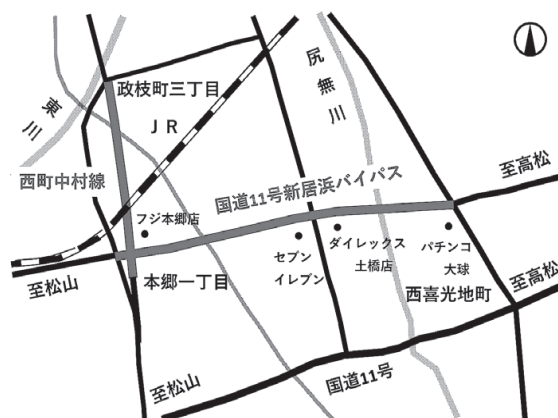 政枝町三丁目
尻無川
東川
JR
至高松
西町中村線
国道11号新居浜バイパス
フジ本郷店
ダイレックス
土橋店
パチンコ
大球
セブン
イレブン
至松山
本郷一丁目
西喜光地町
至高松
至松山
国道11号